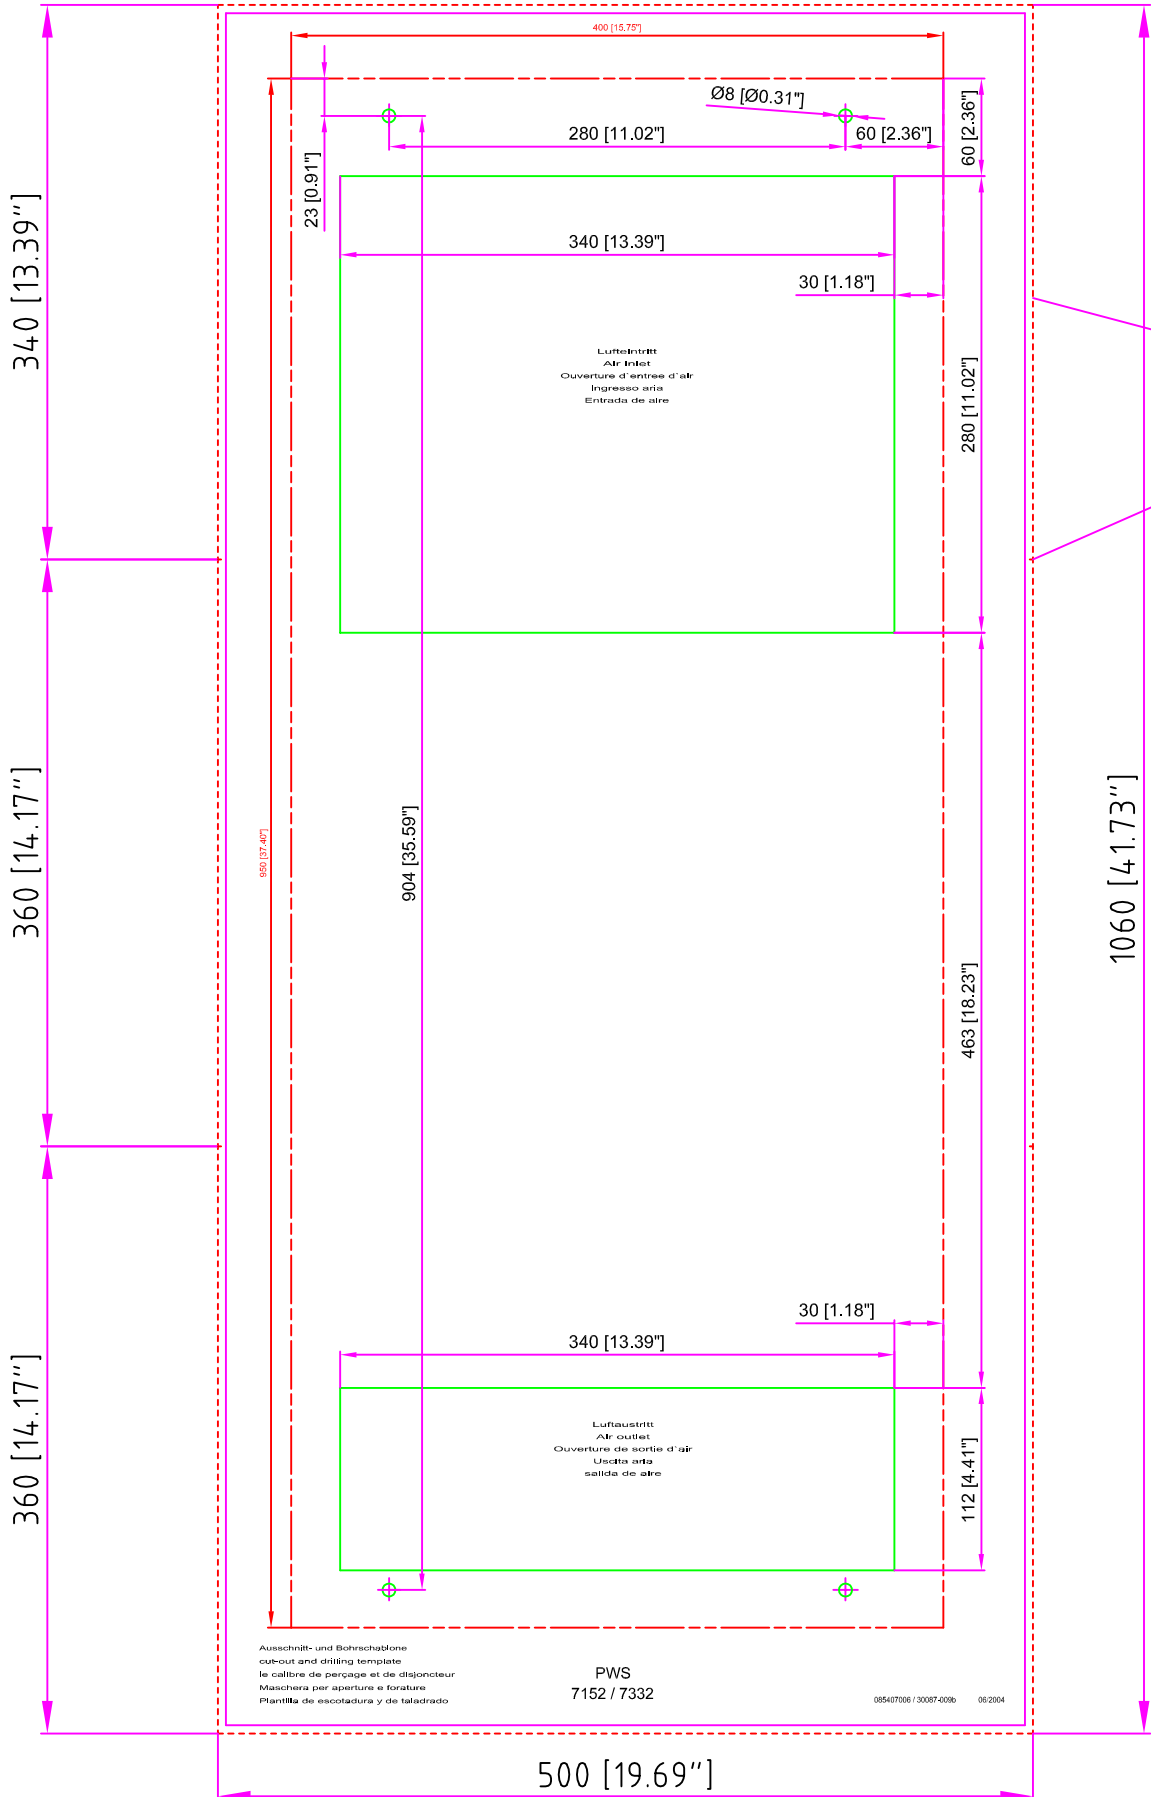 400 [15,75"]
Ø8 [Ø0.31"]
280 [11.02"]
60 [2.36"]
60 [2.36"]
23 [0.91"]
340 [13.39"]
340 [13.39"]
30 [1.18"]
Lufteintritt
Air inlet
Ouverture d'entree d'air
Ingresso aria
Entrada de aire
280 [11.02"]
360 [14.17"]
950 [37.40"]
904 [35.59"]
1060 [41.73"]
463 [18.23"]
30 [1.18"]
340 [13.39"]
360 [14.17"]
Luftaustritt
Air outlet
Ouverture de sortie d'air
Uscita aria
salida de aire
112 [4.41"]
Ausschnitt- und Bohrschablone
cut-out and drilling template
le calibre de perçage et de disjoncteur
Maschera per aperture e forature
Plantilla de escotadura y de taladrado
PWS
7152 / 7332
085407006 / 30087-009b 06/2004
500 [19.69"]